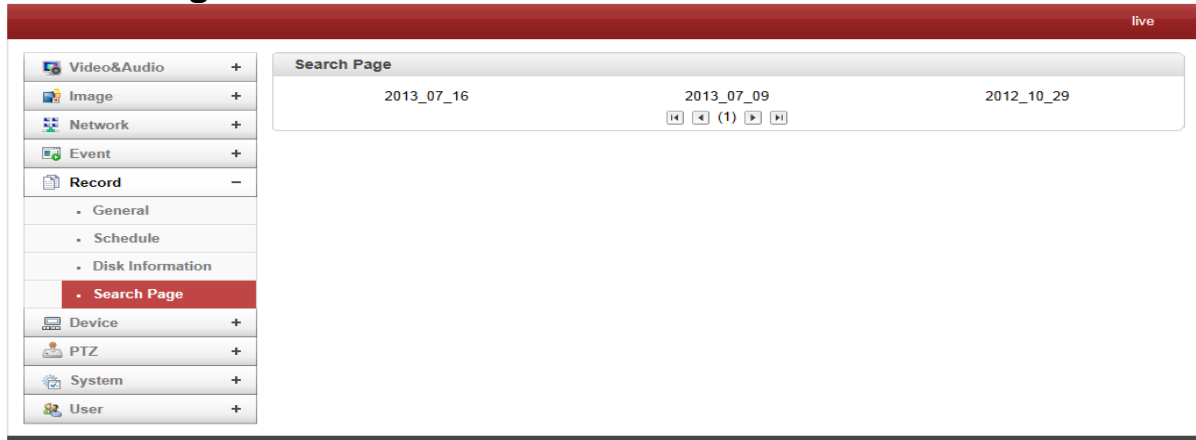 live
Video&Audio +
Image +
Network +
Event +
Record −
General
Schedule
Disk Information
Search Page
Device +
PTZ +
System +
User +
Search Page
2013_07_16 2013_07_09 2012_10_29
(1)